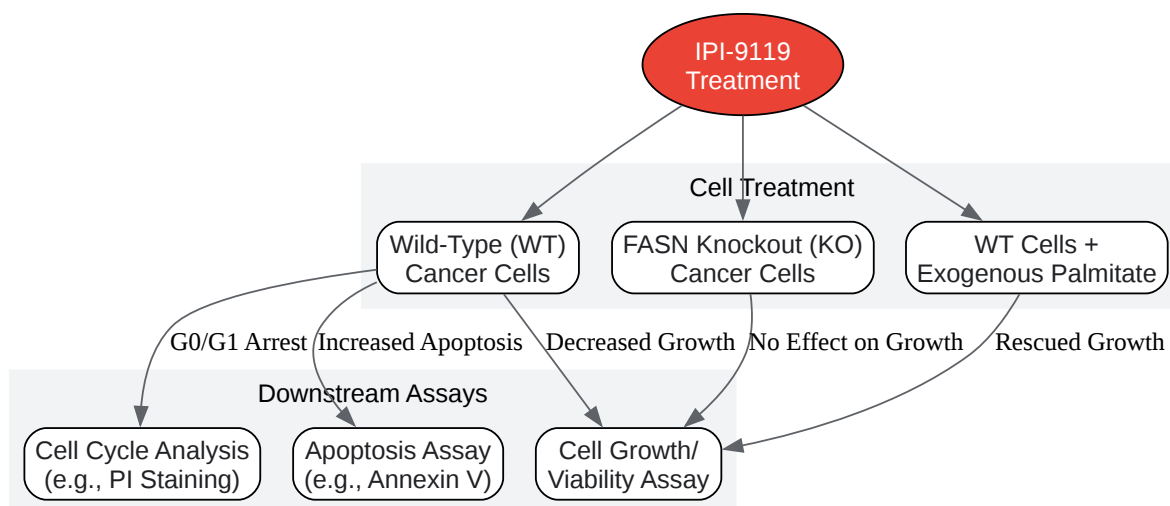 IPI-9119
Treatment
Cell Treatment
Wild-Type (WT)
Cancer Cells
FASN Knockout (KO)
Cancer Cells
WT Cells +
Exogenous Palmitate
G0/G1 Arrest
Increased Apoptosis
Decreased Growth
No Effect on Growth
Rescued Growth
Downstream Assays
Cell Cycle Analysis
(e.g., PI Staining)
Apoptosis Assay
(e.g., Annexin V)
Cell Growth/
Viability Assay